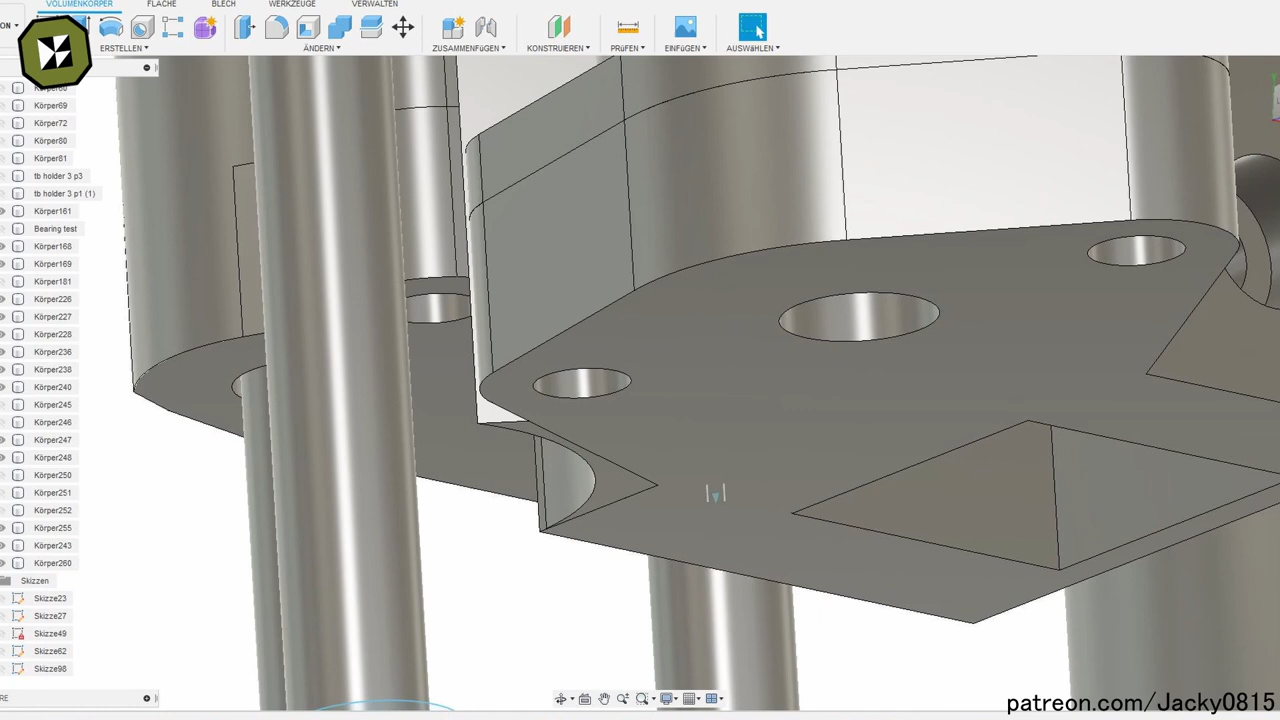 VOLUMENKÖRPER FLÄCHE BLECH WERKZEUGE VERWALTEN
ON ▾
ERSTELLEN ▾ ÄNDERN ▾ ZUSAMMENFüGEN ▾ KONSTRUIEREN ▾ PRüFEN ▾ EINFüGEN ▾ AUSWÄHLEN ▾
Körper69
Körper72
Körper80
Körper81
tb holder 3 p3
tb holder 3 p1 (1)
Körper161
Bearing test
Körper168
Körper169
Körper181
Körper226
Körper227
Körper228
Körper236
Körper238
Körper240
Körper245
Körper246
Körper247
Körper248
Körper250
Körper251
Körper252
Körper255
Körper243
Körper260
Skizzen
Skizze23
Skizze27
Skizze49
Skizze62
Skizze98
RE
patreon.com/Jacky0815